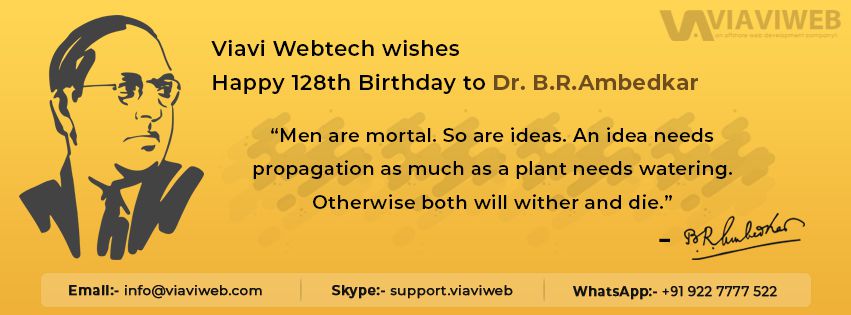 VIAVIWEB
an offshore web development company
Viavi Webtech wishes
Happy 128th Birthday to Dr. B.R.Ambedkar
“Men are mortal. So are ideas. An idea needs
propagation as much as a plant needs watering.
Otherwise both will wither and die.”
– B.R. Ambedkar
Email:- info@viaviweb.com
Skype:- support.viaviweb
WhatsApp:- +91 922 7777 522